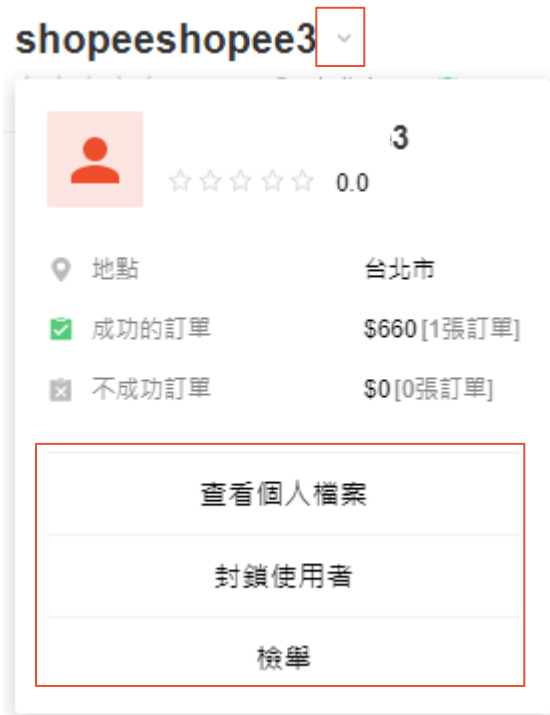 shopeeshopee3
3
0.0
地點 台北市
成功的訂單 $660[1張訂單]
不成功訂單 $0[0張訂單]
查看個人檔案
封鎖使用者
檢舉